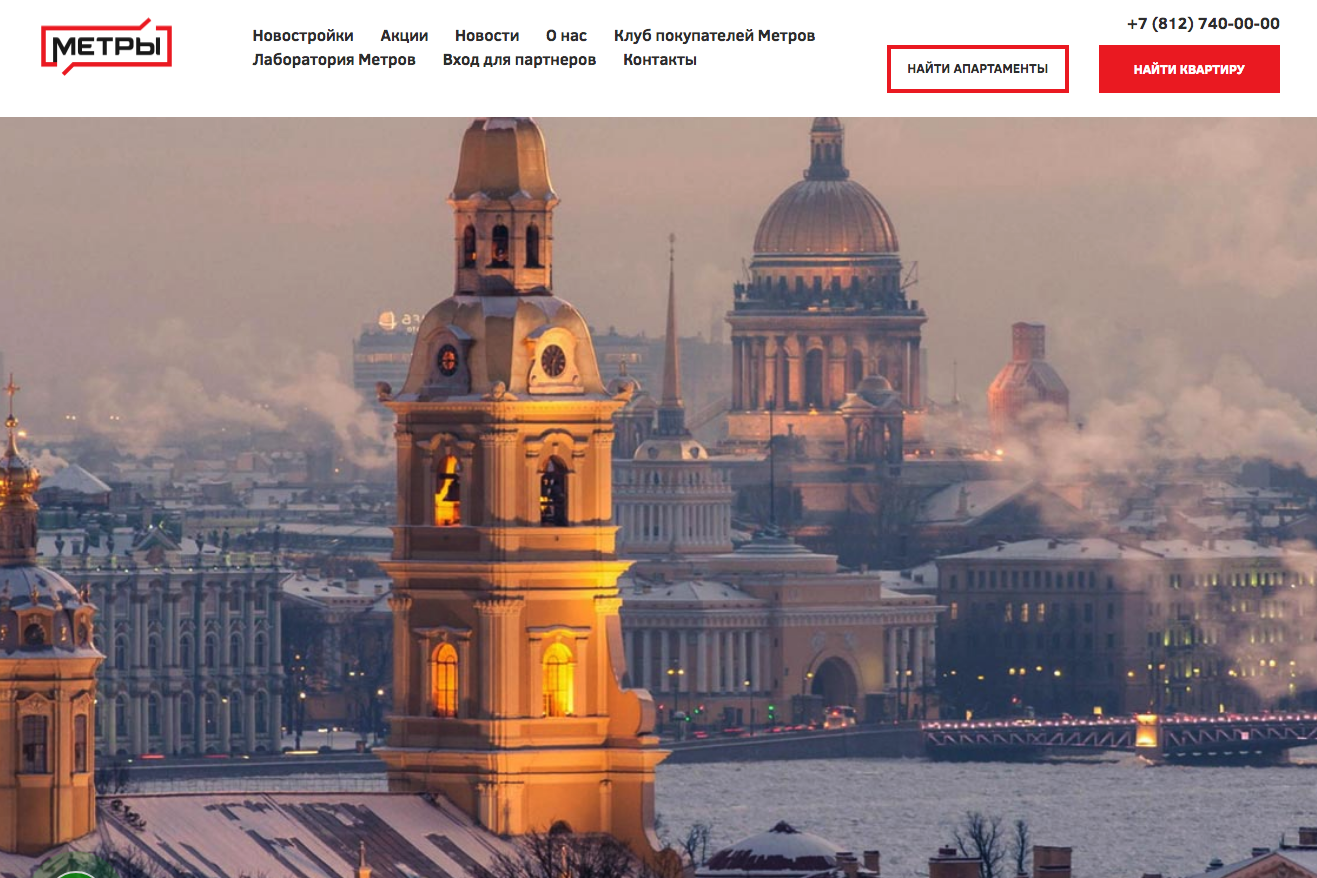 МЕТРЫ
Новостройки Акции Новости О нас Клуб покупателей Метров
Лаборатория Метров Вход для партнеров Контакты
+7 (812) 740-00-00
НАЙТИ АПАРТАМЕНТЫ
НАЙТИ КВАРТИРУ